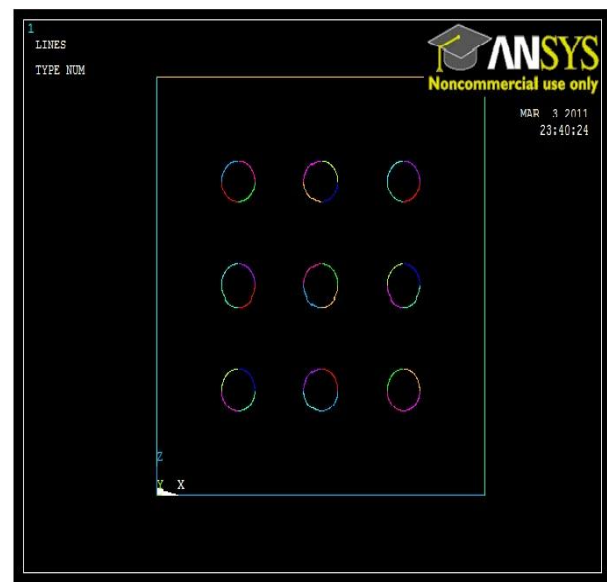 1
LINES
TYPE NUM
ANSYS
Noncommercial use only
MAR 3 2011
23:40:24
Z
Y X